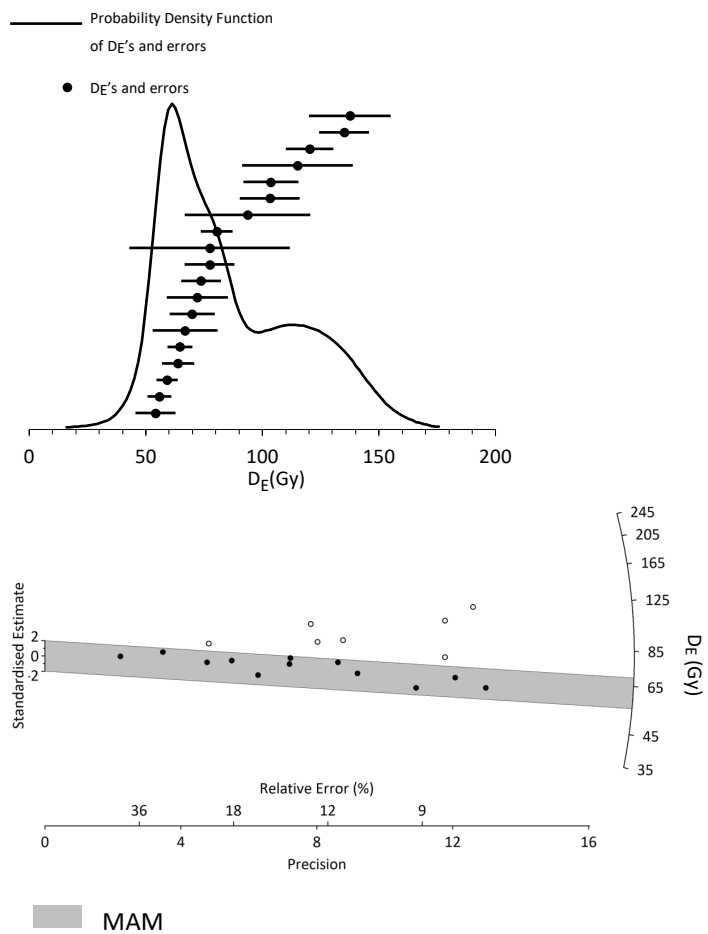 Probability Density Function
of DE's and errors
DE's and errors
0 50 100 150 200
DE(Gy)
245
205
165
125
85
65
45
35
DE (Gy)
Standardised Estimate
2
0
-2
Relative Error (%)
36 18 12 9
0 4 8 12 16
Precision
MAM